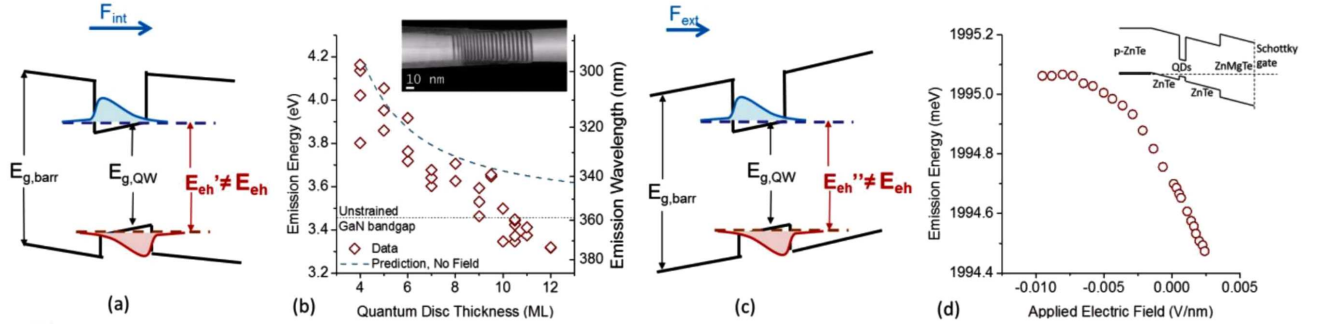 F_int
E_g,barr
E_g,QW
E_eh'≠ E_eh
(a)
4.2
4.0
3.8
3.6
3.4
3.2
Emission Energy (eV)
10 nm
Unstrained
GaN bandgap
Data
Prediction, No Field
4 6 8 10 12
Quantum Disc Thickness (ML)
300
320
340
360
380
Emission Wavelength (nm)
(b)
F_ext
E_g,barr
E_g,QW
E_eh''≠ E_eh
(c)
1995.2
1995.0
1994.8
1994.6
1994.4
Emission Energy (meV)
p-ZnTe
QDs
ZnTe
ZnTe
ZnMgTe
Schottky
gate
-0.010 -0.005 0.000 0.005
Applied Electric Field (V/nm)
(d)